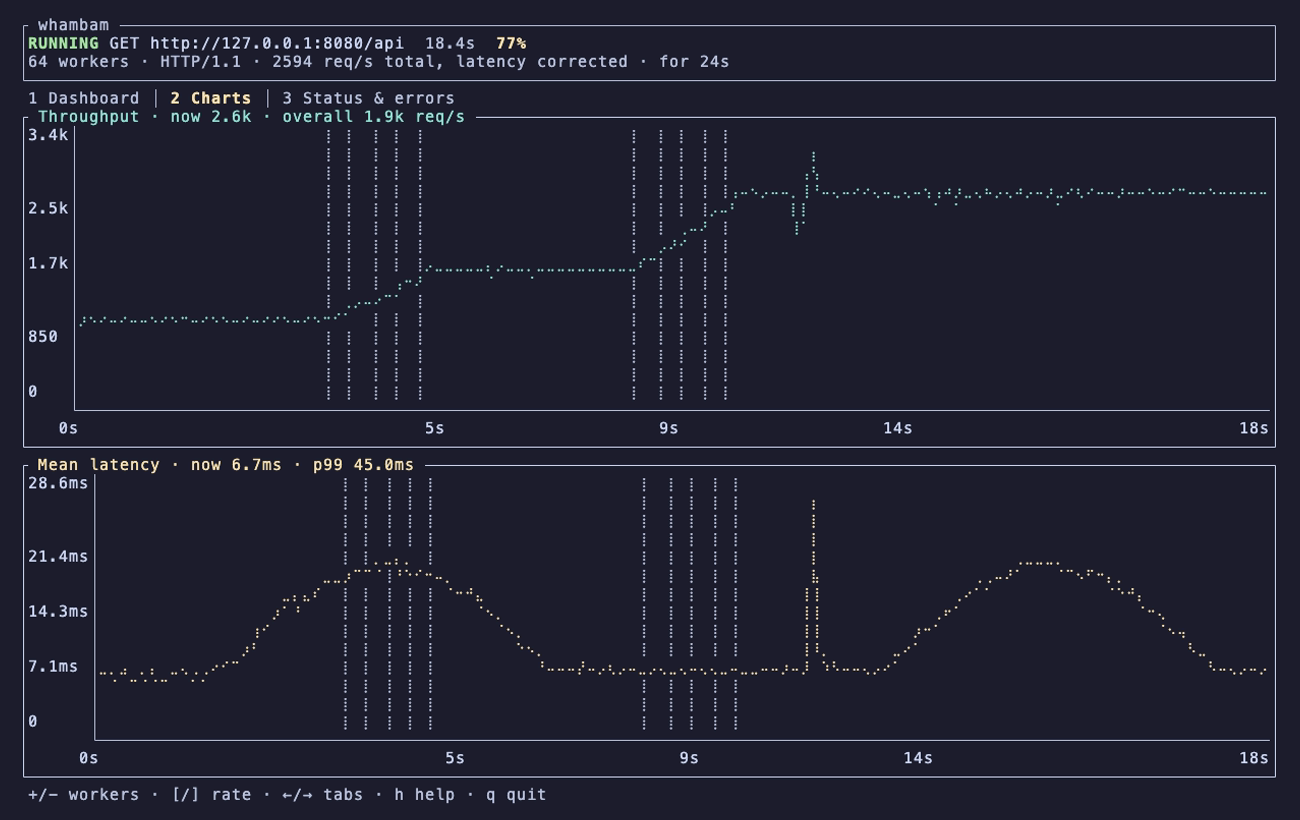 whambam
RUNNING GET http://127.0.0.1:8080/api 18.4s 77%
64 workers · HTTP/1.1 · 2594 req/s total, latency corrected · for 24s
1 Dashboard │ 2 Charts │ 3 Status & errors
Throughput · now 2.6k · overall 1.9k req/s
3.4k
2.5k
1.7k
850
0
0s 5s 9s 14s 18s
Mean latency · now 6.7ms · p99 45.0ms
28.6ms
21.4ms
14.3ms
7.1ms
0
0s 5s 9s 14s 18s
+/− workers · [/] rate · ←/→ tabs · h help · q quit